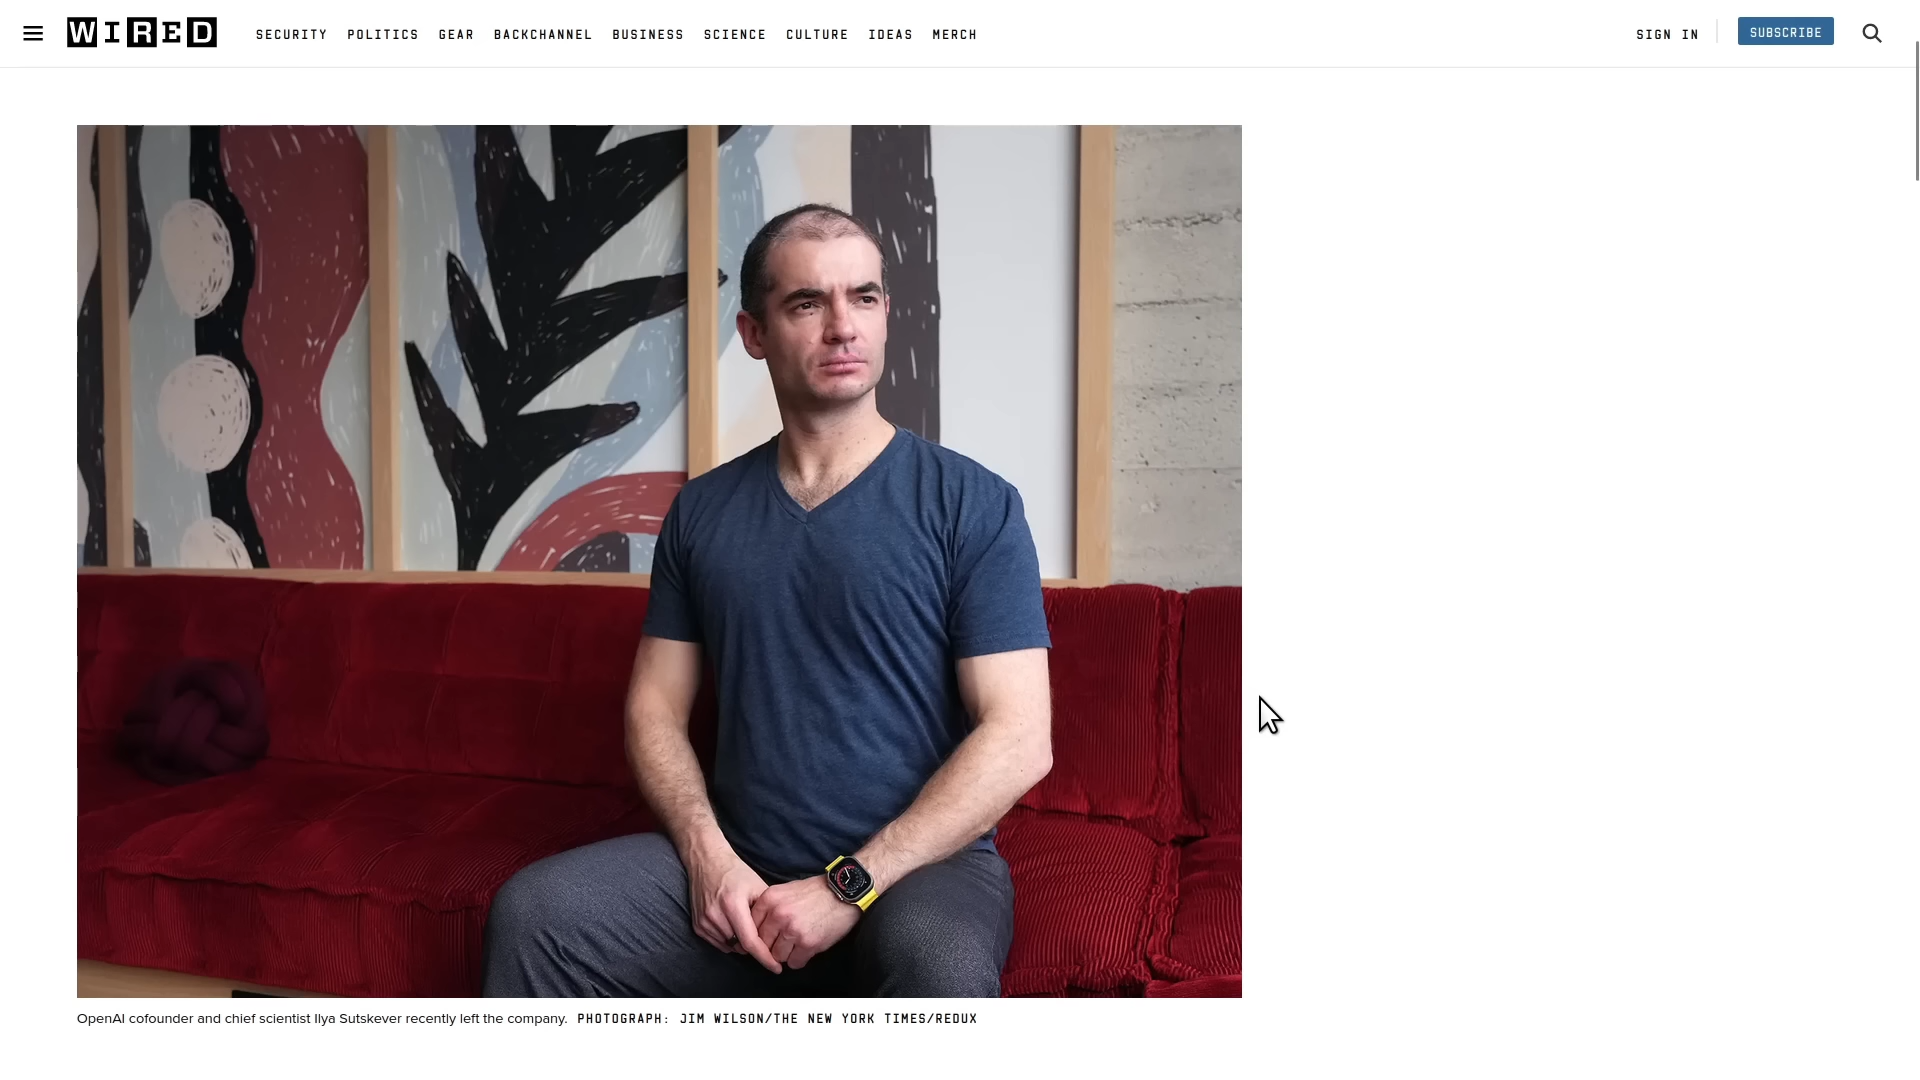 WIRED SECURITY POLITICS GEAR BACKCHANNEL BUSINESS SCIENCE CULTURE IDEAS MERCH SIGN IN SUBSCRIBE
OpenAI cofounder and chief scientist Ilya Sutskever recently left the company. PHOTOGRAPH: JIM WILSON/THE NEW YORK TIMES/REDUX